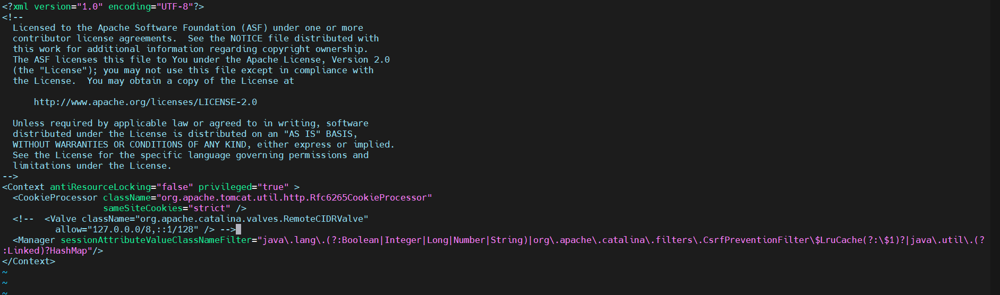 <?xml version="1.0" encoding="UTF-8"?>
<!--
  Licensed to the Apache Software Foundation (ASF) under one or more
  contributor license agreements.  See the NOTICE file distributed with
  this work for additional information regarding copyright ownership.
  The ASF licenses this file to You under the Apache License, Version 2.0
  (the "License"); you may not use this file except in compliance with
  the License.  You may obtain a copy of the License at

      http://www.apache.org/licenses/LICENSE-2.0

  Unless required by applicable law or agreed to in writing, software
  distributed under the License is distributed on an "AS IS" BASIS,
  WITHOUT WARRANTIES OR CONDITIONS OF ANY KIND, either express or implied.
  See the License for the specific language governing permissions and
  limitations under the License.
-->
<Context antiResourceLocking="false" privileged="true" >
  <CookieProcessor className="org.apache.tomcat.util.http.Rfc6265CookieProcessor"
                   sameSiteCookies="strict" />
  <!--  <Valve className="org.apache.catalina.valves.RemoteCIDRValve"
          allow="127.0.0.0/8,::1/128" /> -->
  <Manager sessionAttributeValueClassNameFilter="java\.lang\.(?:Boolean|Integer|Long|Number|String)|org\.apache\.catalina\.filters\.CsrfPreventionFilter\$LruCache(?:\$1)?|java\.util\.(?
:Linked)?HashMap"/>
</Context>
~
~
~